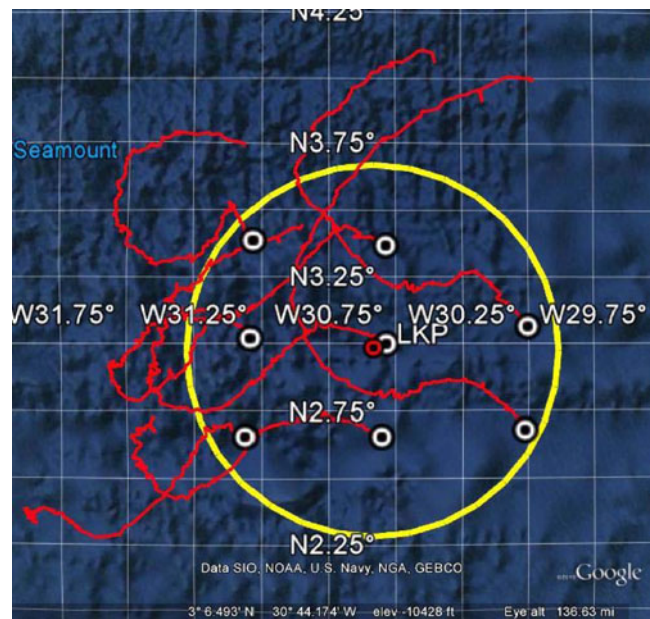 N4.25
N3.75°
Seamount
N3.25°
W31.75° W31.25° W30.75° W30.25° W29.75°
LKP
N2.75°
N2.25°
Data SIO, NOAA, U.S. Navy, NGA, GEBCO
Google
3° 6.493' N 30° 44.174' W elev -10428 ft Eye alt 136.63 mi